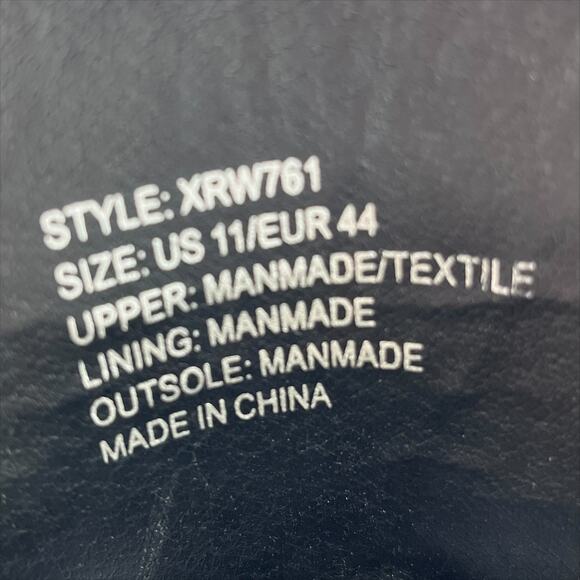 STYLE: XRW761
SIZE: US 11/EUR 44
UPPER: MANMADE/TEXTILE
LINING: MANMADE
OUTSOLE: MANMADE
MADE IN CHINA